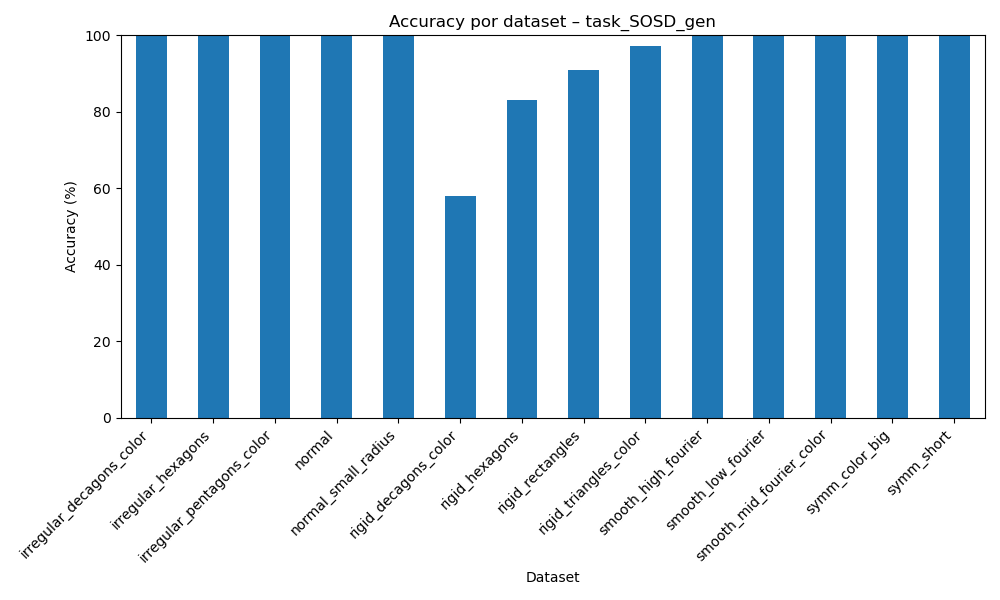 Accuracy por dataset – task_SOSD_gen
Accuracy (%)
100
80
60
40
20
0
irregular_decagons_color
irregular_hexagons
irregular_pentagons_color
normal
normal_small_radius
rigid_decagons_color
rigid_hexagons
rigid_rectangles
rigid_triangles_color
smooth_high_fourier
smooth_low_fourier
smooth_mid_fourier_color
symm_color_big
symm_short
Dataset